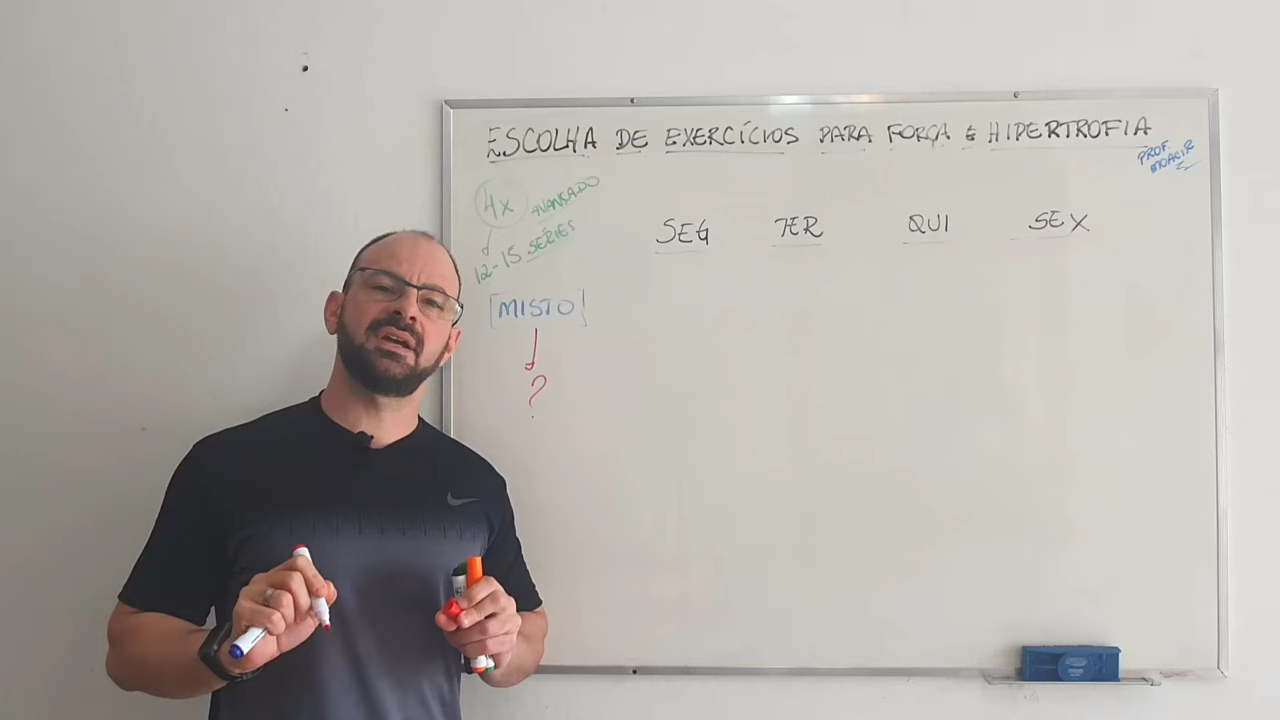 ESCOLHA DE EXERCÍCIOS PARA FORÇA E HIPERTROFIA
PROF.
MOACIR
4x AVANÇADO
12-15 SÉRIES
SEG TER QUI SEX
[MISTO]
?